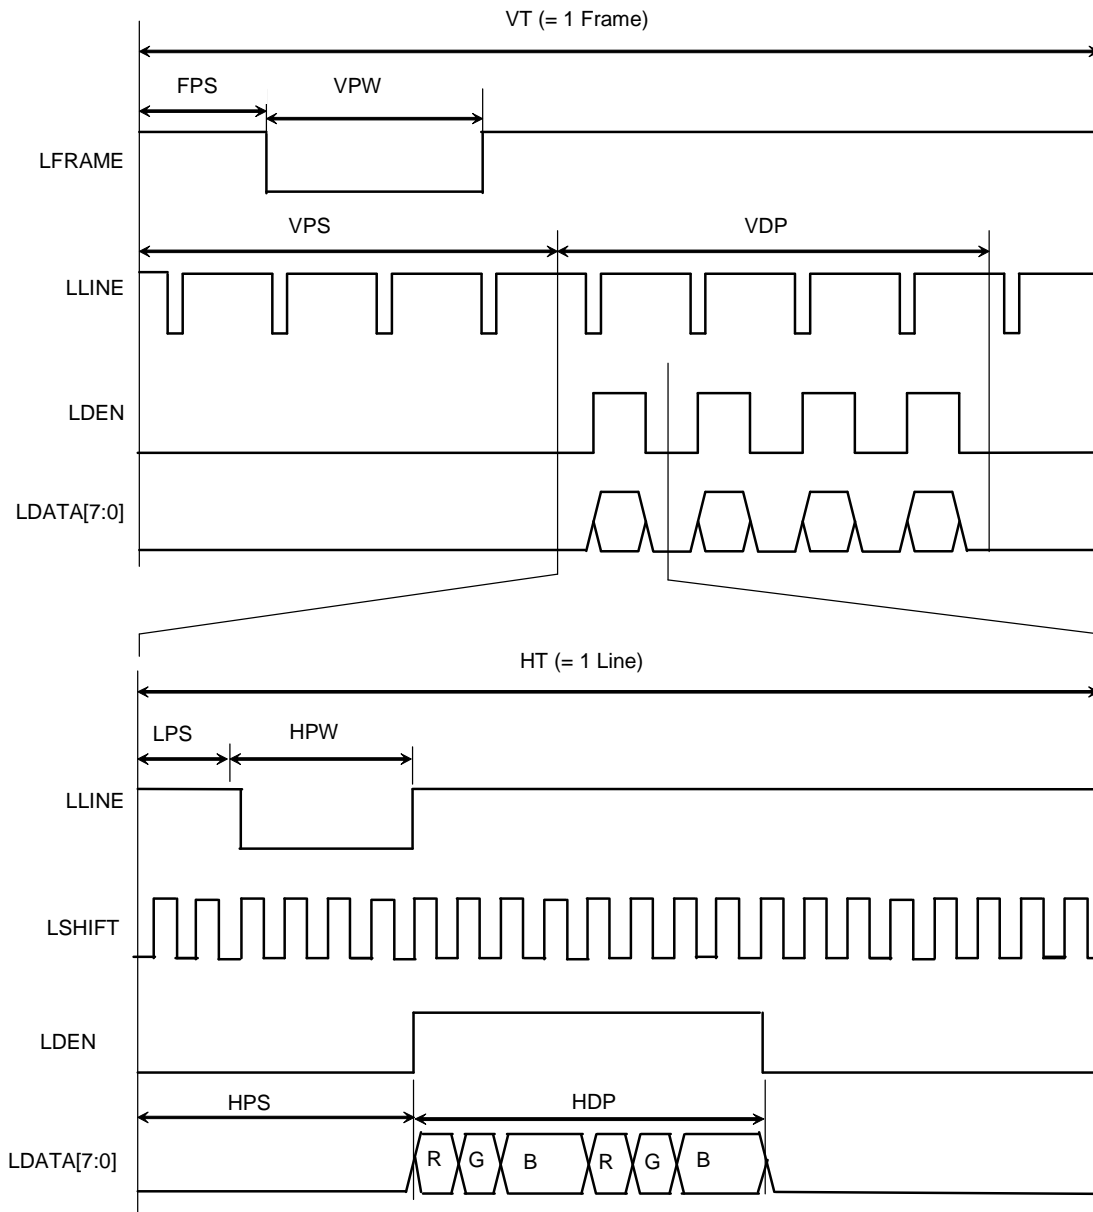 VT (= 1 Frame)
FPS
VPW
LFRAME
VPS
VDP
LLINE
LDEN
LDATA[7:0]
HT (= 1 Line)
LPS
HPW
LLINE
LSHIFT
LDEN
HPS
HDP
LDATA[7:0]
R G B R G B